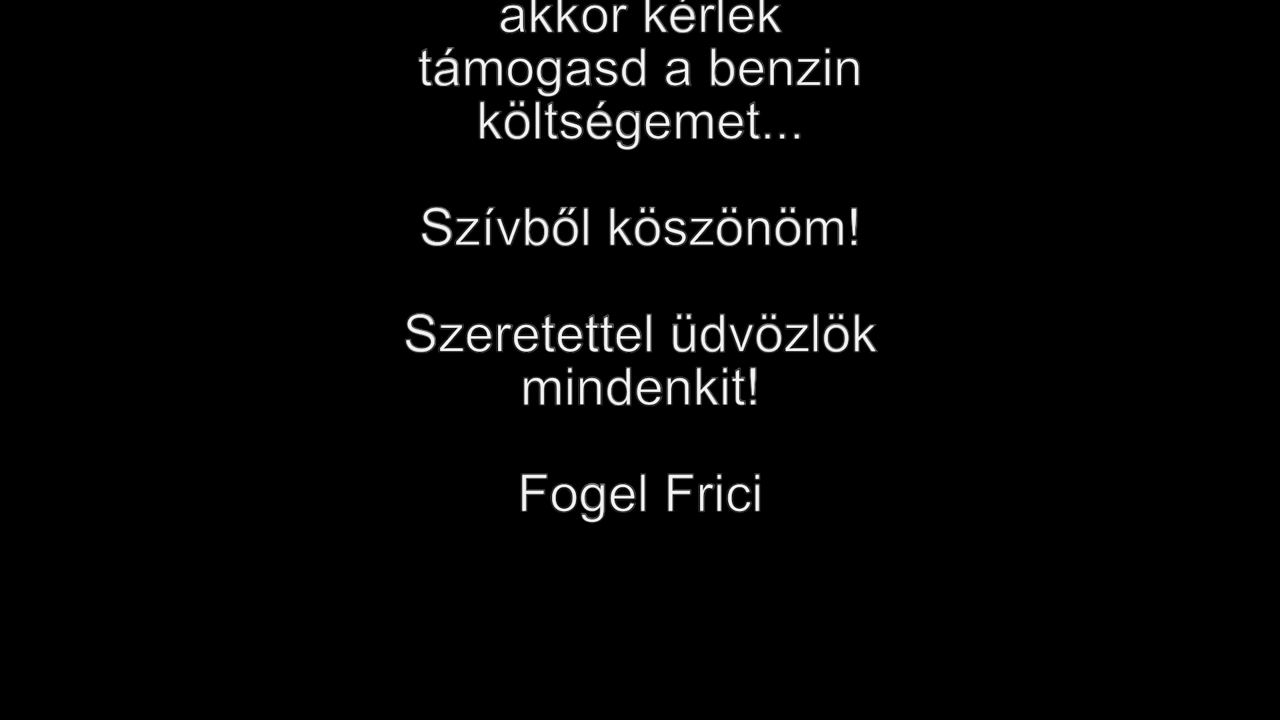 akkor kérlek
támogasd a benzin
költségemet...
Szívből köszönöm!
Szeretettel üdvözlök
mindenkit!
Fogel Frici